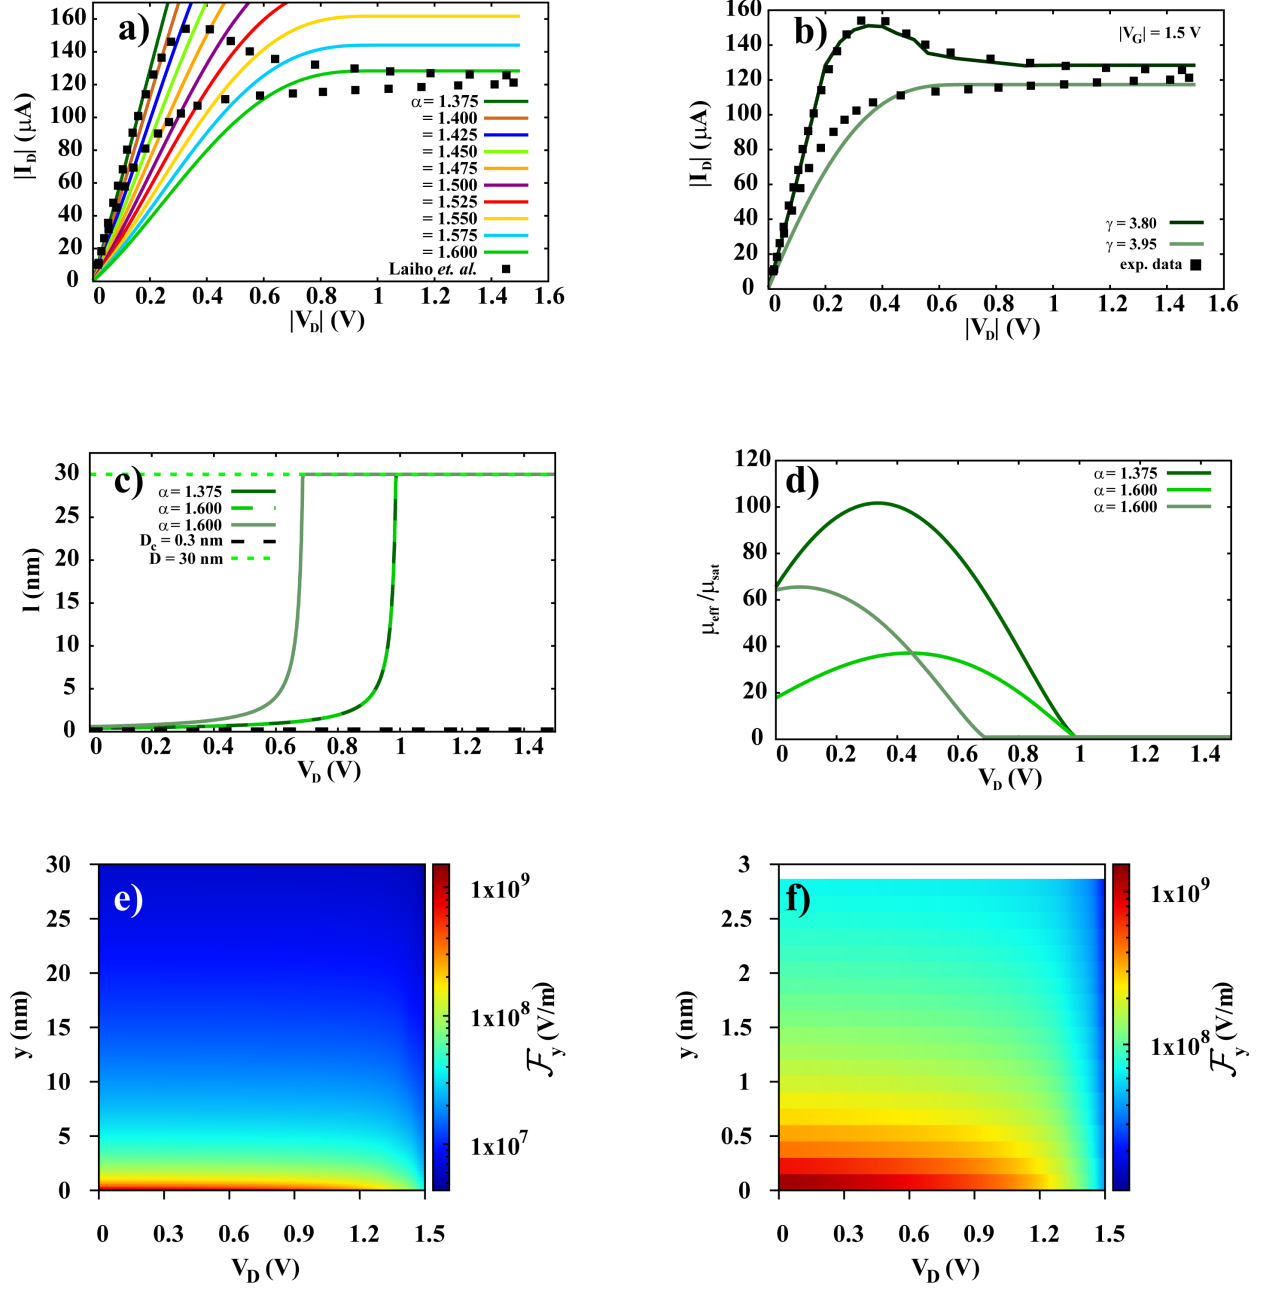 a)
160
140
120
100
80
60
40
20
0
|I_D| (μA)
α = 1.375
= 1.400
= 1.425
= 1.450
= 1.475
= 1.500
= 1.525
= 1.550
= 1.575
= 1.600
Laiho et. al.
0 0.2 0.4 0.6 0.8 1 1.2 1.4 1.6
|V_D| (V)
b)
|V_G| = 1.5 V
160
140
120
100
80
60
40
20
0
|I_D| (μA)
γ = 3.80
γ = 3.95
exp. data
0 0.2 0.4 0.6 0.8 1 1.2 1.4 1.6
|V_D| (V)
c)
30
25
20
15
10
5
0
l (nm)
α = 1.375
α = 1.600
α = 1.600
D_c = 0.3 nm
D = 30 nm
0 0.2 0.4 0.6 0.8 1 1.2 1.4
V_D (V)
d)
120
100
80
60
40
20
0
μ_eff /μ_sat
α = 1.375
α = 1.600
α = 1.600
0 0.2 0.4 0.6 0.8 1 1.2 1.4
V_D (V)
e)
30
25
20
15
10
5
0
y (nm)
0 0.3 0.6 0.9 1.2 1.5
V_D (V)
1x10^9
1x10^8
1x10^7
ℱ_y (V/m)
f)
3
2.5
2
1.5
1
0.5
0
y (nm)
0 0.3 0.6 0.9 1.2 1.5
V_D (V)
1x10^9
1x10^8
ℱ_y (V/m)